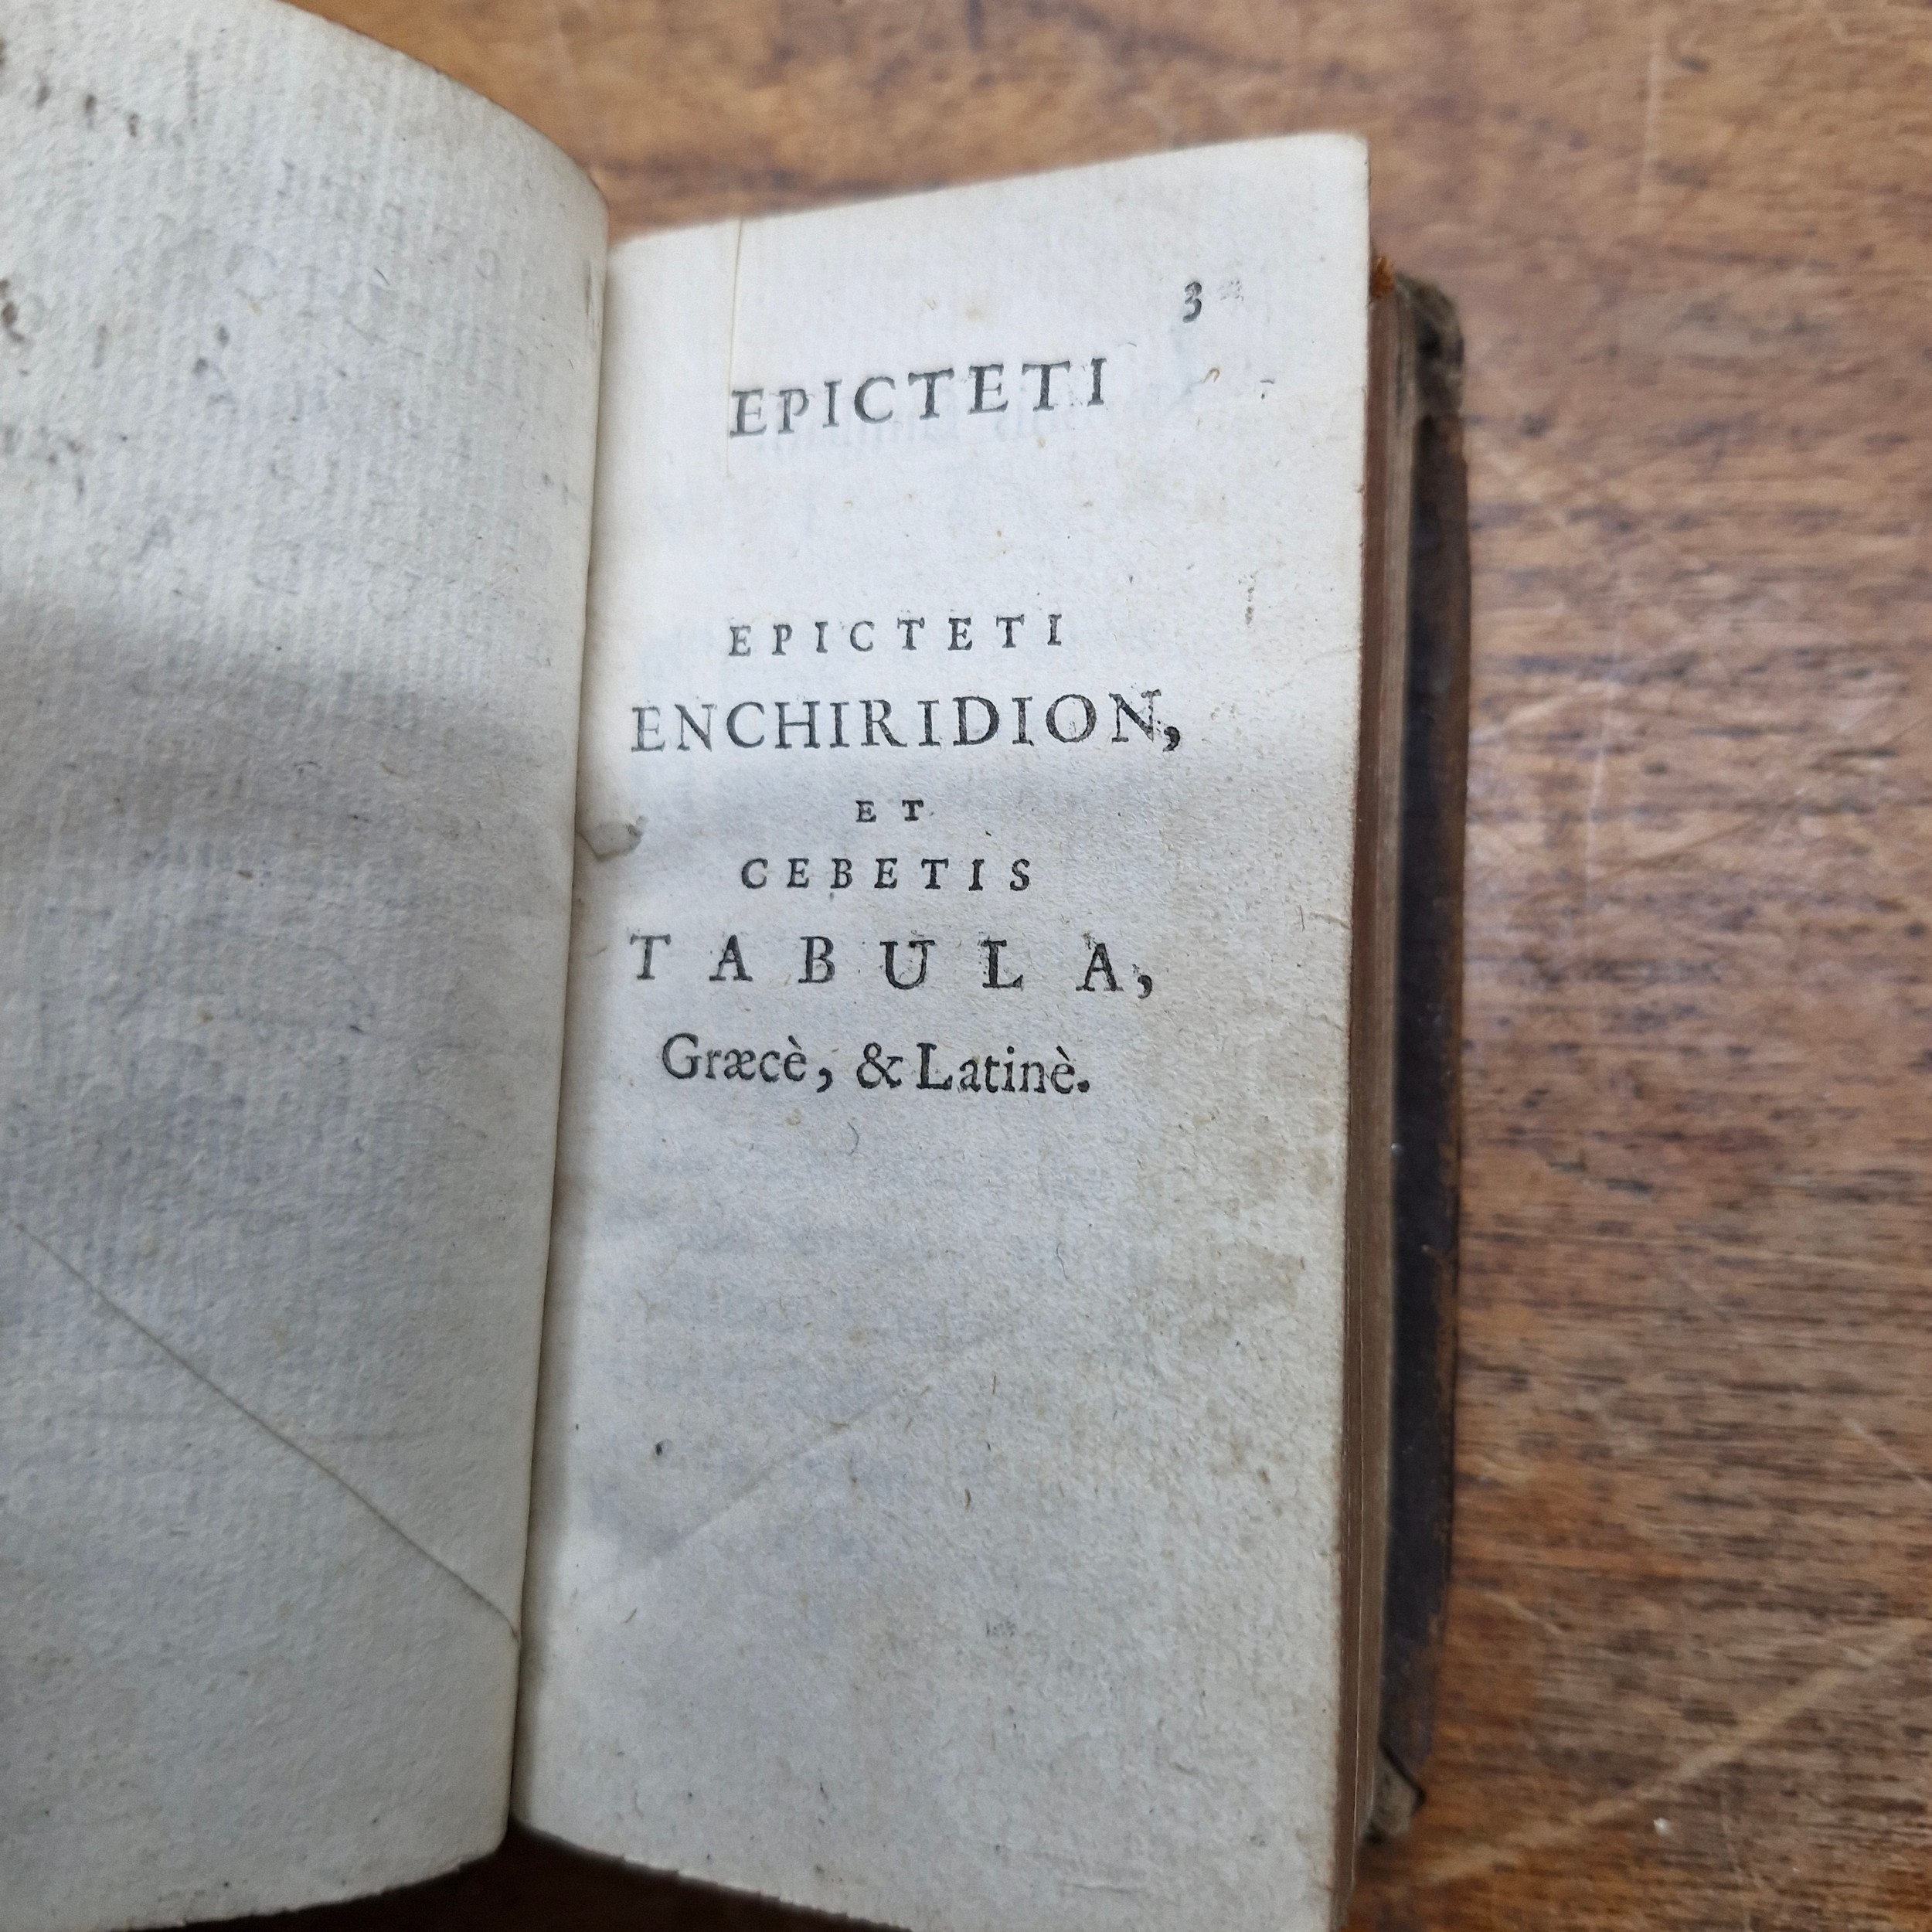 3
EPICTETI
EPICTETI
ENCHIRIDION,
ET
CEBETIS
TABULA,
Græcè, & Latinè.